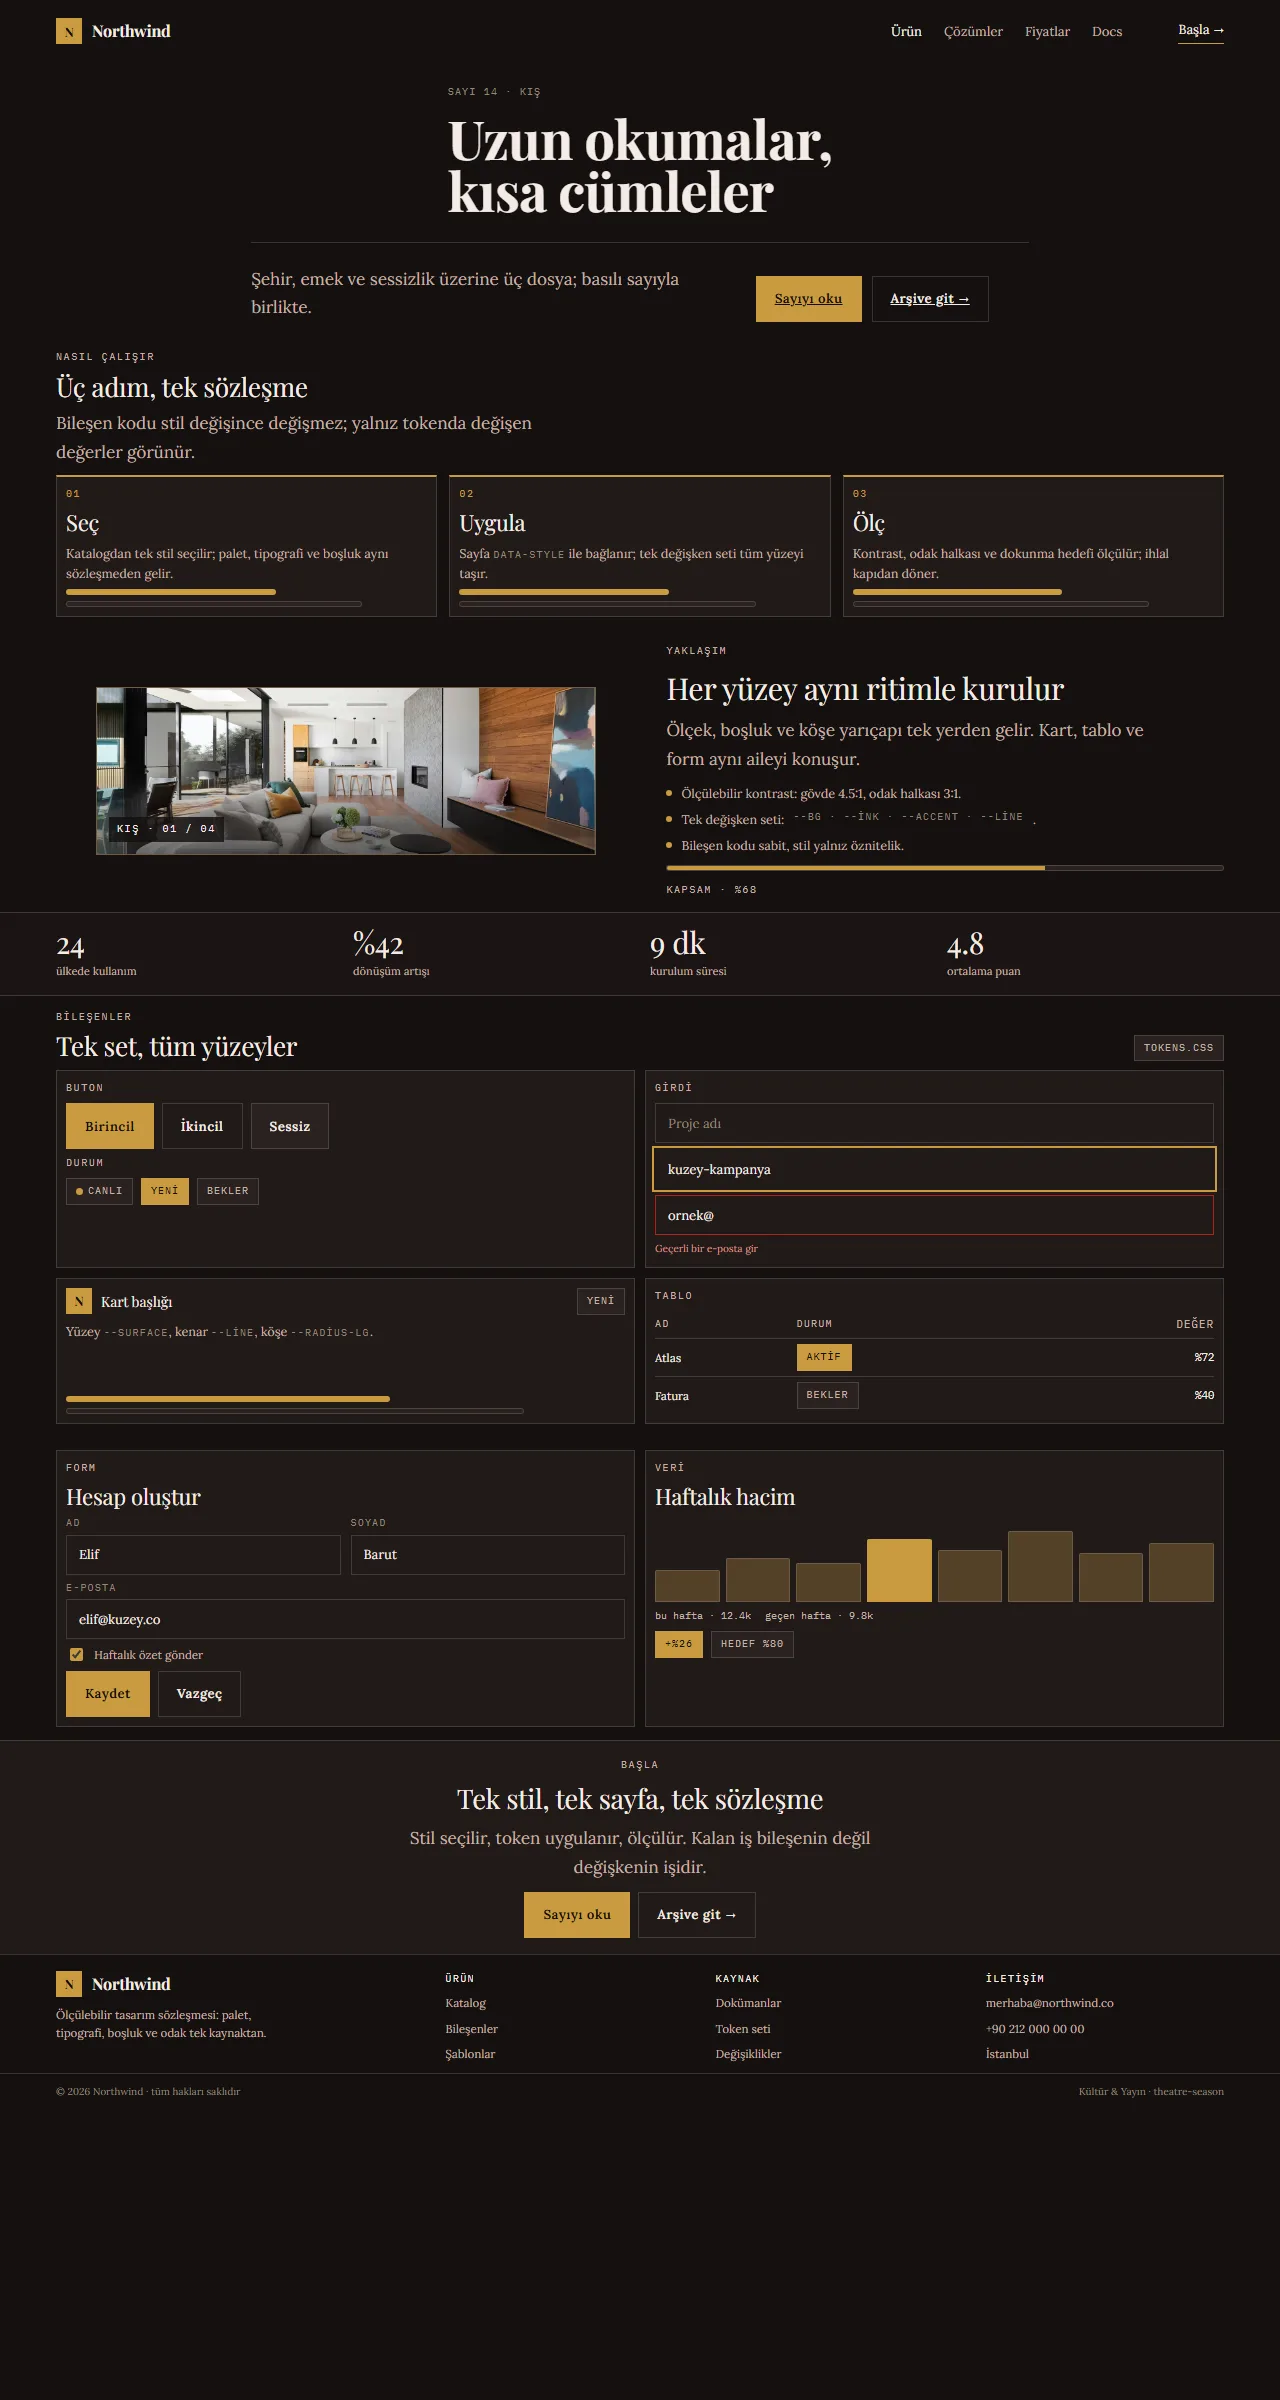 N Northwind
Ürün Çözümler Fiyatlar Docs Başla →
SAYI 14 · KIŞ
Uzun okumalar,
kısa cümleler
Şehir, emek ve sessizlik üzerine üç dosya; basılı sayıyla
birlikte.
Sayıyı oku Arşive git →
NASIL ÇALIŞIR
Üç adım, tek sözleşme
Bileşen kodu stil değişince değişmez; yalnız tokenda değişen
değerler görünür.
01
Seç
Katalogdan tek stil seçilir; palet, tipografi ve boşluk aynı
sözleşmeden gelir.
02
Uygula
Sayfa DATA-STYLE ile bağlanır; tek değişken seti tüm yüzeyi
taşır.
03
Ölç
Kontrast, odak halkası ve dokunma hedefi ölçülür; ihlal
kapıdan döner.
KIŞ · 01 / 04
YAKLAŞIM
Her yüzey aynı ritimle kurulur
Ölçek, boşluk ve köşe yarıçapı tek yerden gelir. Kart, tablo ve
form aynı aileyi konuşur.
Ölçülebilir kontrast: gövde 4.5:1, odak halkası 3:1.
Tek değişken seti: --BG · --İNK · --ACCENT · --LİNE .
Bileşen kodu sabit, stil yalnız öznitelik.
KAPSAM · %68
24
ülkede kullanım
%42
dönüşüm artışı
9 dk
kurulum süresi
4.8
ortalama puan
BİLEŞENLER
Tek set, tüm yüzeyler
TOKENS.CSS
BUTON
Birincil İkincil Sessiz
DURUM
CANLI YENİ BEKLER
GİRDİ
Proje adı
kuzey-kampanya
ornek@
Geçerli bir e-posta gir
N Kart başlığı YENİ
Yüzey --SURFACE, kenar --LİNE, köşe --RADİUS-LG.
TABLO
AD DURUM DEĞER
Atlas AKTİF %72
Fatura BEKLER %40
FORM
Hesap oluştur
AD SOYAD
Elif Barut
E-POSTA
elif@kuzey.co
Haftalık özet gönder
Kaydet Vazgeç
VERİ
Haftalık hacim
bu hafta · 12.4k geçen hafta · 9.8k
+%26 HEDEF %80
BAŞLA
Tek stil, tek sayfa, tek sözleşme
Stil seçilir, token uygulanır, ölçülür. Kalan iş bileşenin değil
değişkenin işidir.
Sayıyı oku Arşive git →
N Northwind
Ölçülebilir tasarım sözleşmesi: palet,
tipografi, boşluk ve odak tek kaynaktan.
ÜRÜN
Katalog
Bileşenler
Şablonlar
KAYNAK
Dokümanlar
Token seti
Değişiklikler
İLETİŞİM
merhaba@northwind.co
+90 212 000 00 00
İstanbul
© 2026 Northwind · tüm hakları saklıdır
Kültür & Yayın · theatre-season